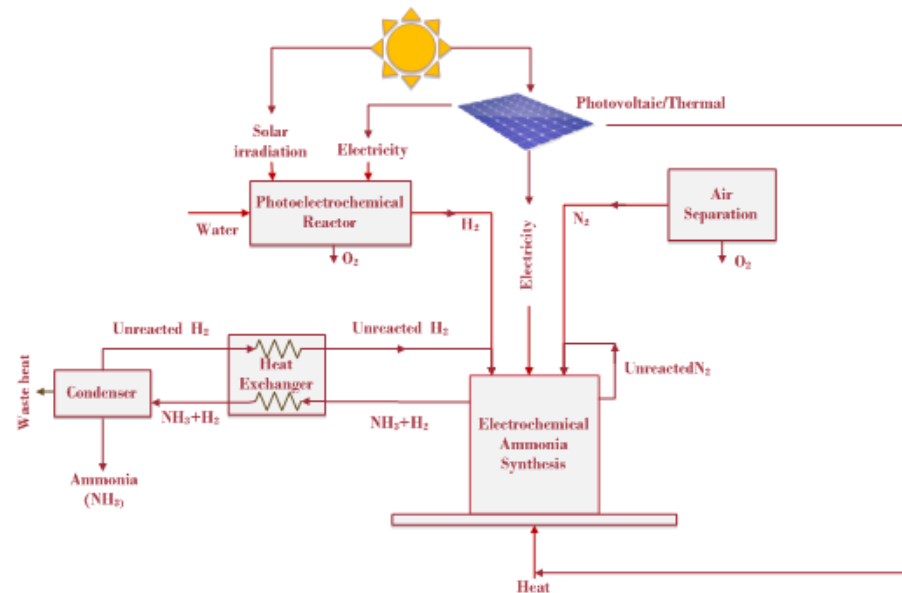 Photovoltaic/Thermal
Solar
irradiation
Electricity
Photoelectrochemical
Reactor
Water
H₂
O₂
Electricity
N₂
Air
Separation
O₂
Unreacted H₂
Unreacted H₂
Heat
Exchanger
Waste heat
Condenser
NH₃+H₂
NH₃+H₂
UnreactedN₂
Electrochemical
Ammonia
Synthesis
Ammonia
(NH₃)
Heat